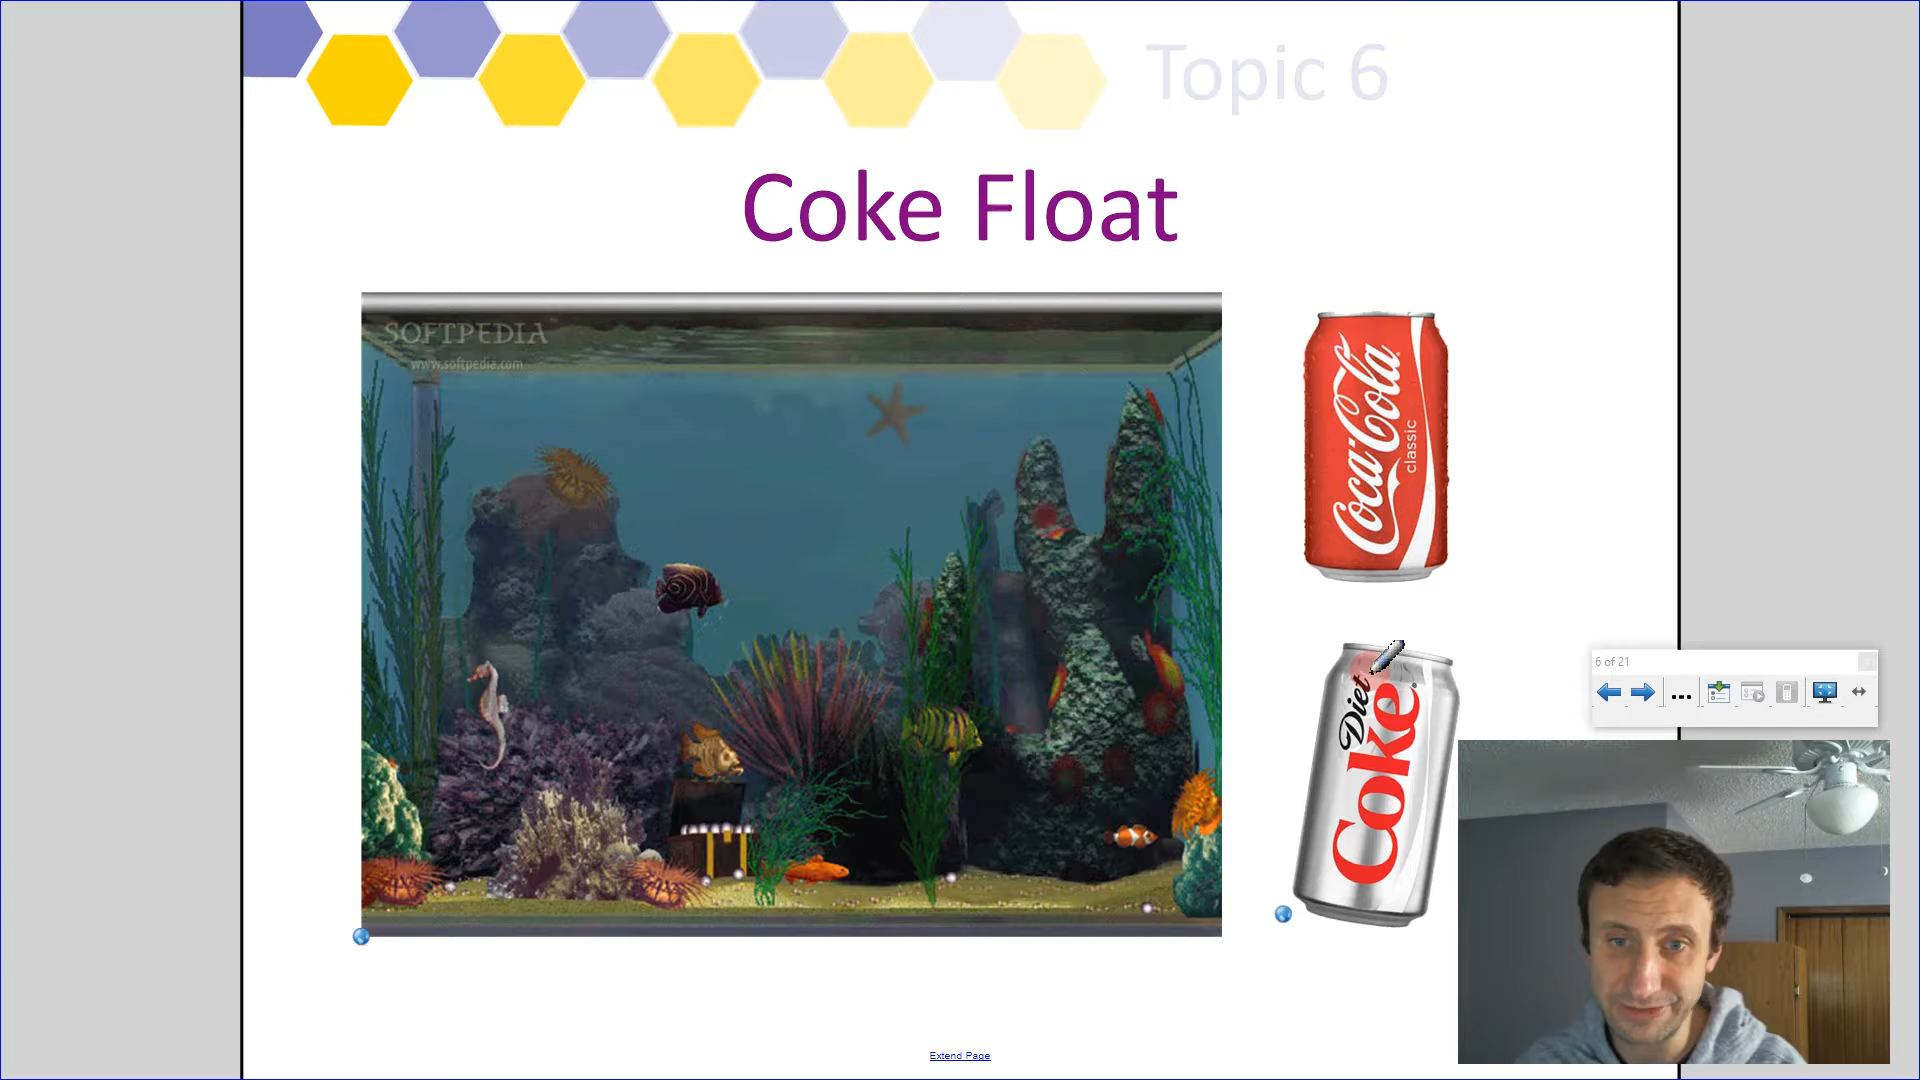 Topic 6
Coke Float
SOFTPEDIA
www.softpedia.com
Coca-Cola
classic
Diet
Coke
6 of 21
Extend Page